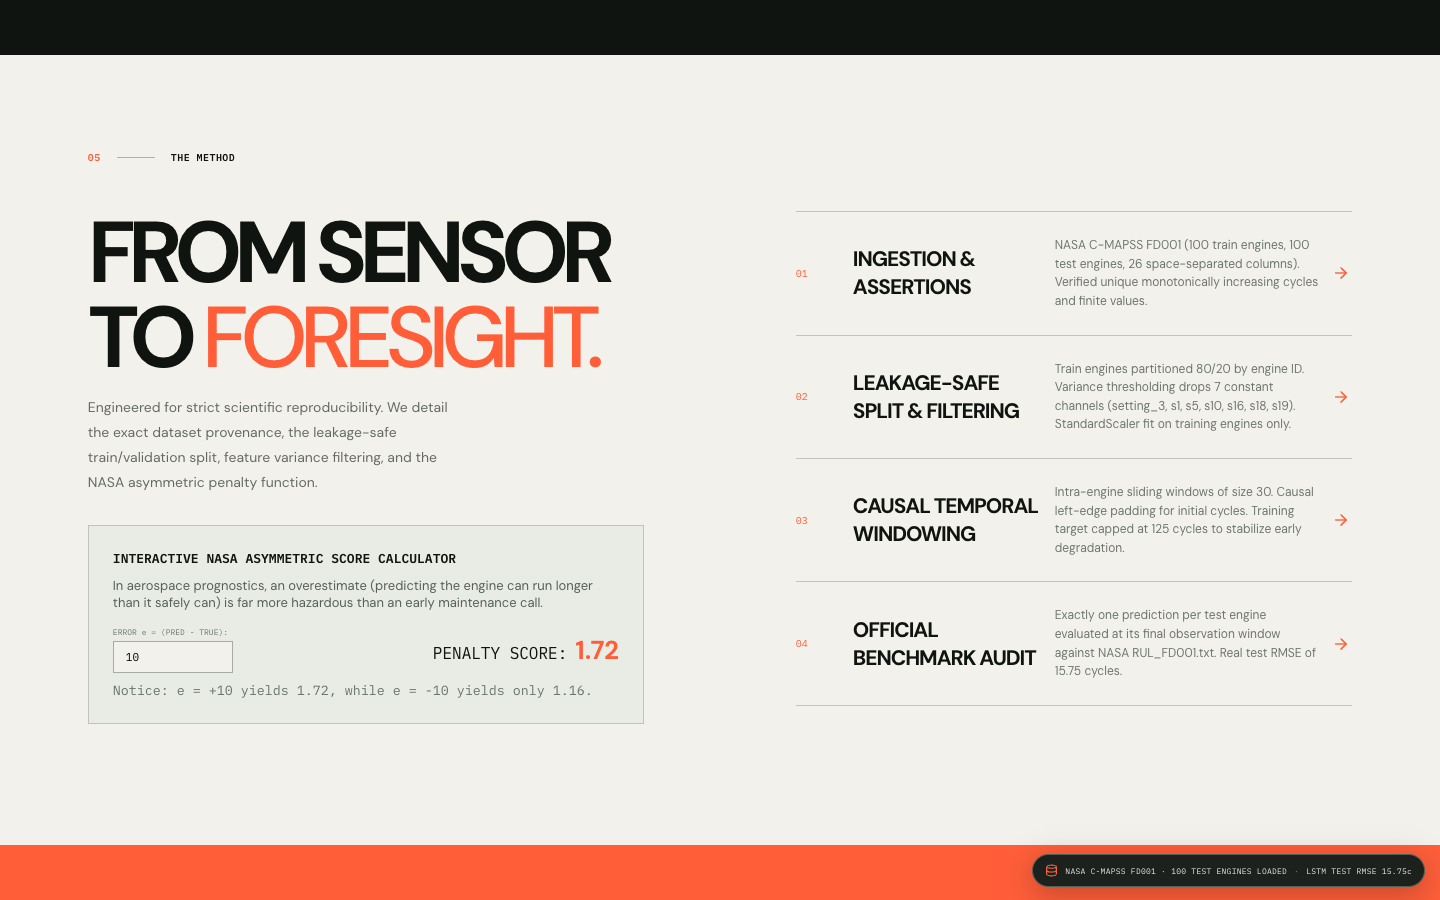 05
THE METHOD
FROM SENSOR
TO FORESIGHT.
Engineered for strict scientific reproducibility. We detail
the exact dataset provenance, the leakage-safe
train/validation split, feature variance filtering, and the
NASA asymmetric penalty function.
INTERACTIVE NASA ASYMMETRIC SCORE CALCULATOR
In aerospace prognostics, an overestimate (predicting the engine can run longer
than it safely can) is far more hazardous than an early maintenance call.
ERROR e = (PRED - TRUE):
10
PENALTY SCORE: 1.72
Notice: e = +10 yields 1.72, while e = -10 yields only 1.16.
01
INGESTION &
ASSERTIONS
NASA C-MAPSS FD001 (100 train engines, 100
test engines, 26 space-separated columns).
Verified unique monotonically increasing cycles
and finite values.
02
LEAKAGE-SAFE
SPLIT & FILTERING
Train engines partitioned 80/20 by engine ID.
Variance thresholding drops 7 constant
channels (setting_3, s1, s5, s10, s16, s18, s19).
StandardScaler fit on training engines only.
03
CAUSAL TEMPORAL
WINDOWING
Intra-engine sliding windows of size 30. Causal
left-edge padding for initial cycles. Training
target capped at 125 cycles to stabilize early
degradation.
04
OFFICIAL
BENCHMARK AUDIT
Exactly one prediction per test engine
evaluated at its final observation window
against NASA RUL_FD001.txt. Real test RMSE of
15.75 cycles.
NASA C-MAPSS FD001 · 100 TEST ENGINES LOADED · LSTM TEST RMSE 15.75c